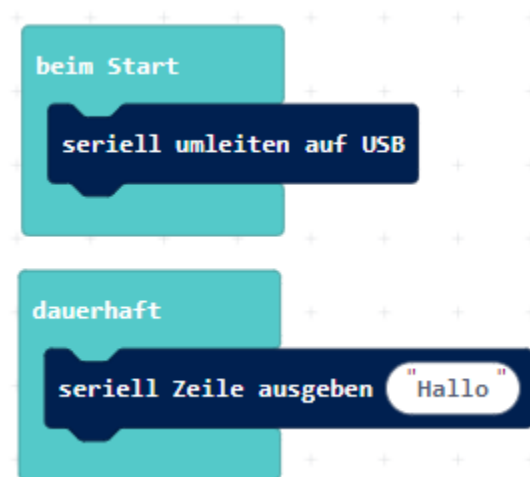 beim Start
seriell umleiten auf USB
dauerhaft
seriell Zeile ausgeben "Hallo"